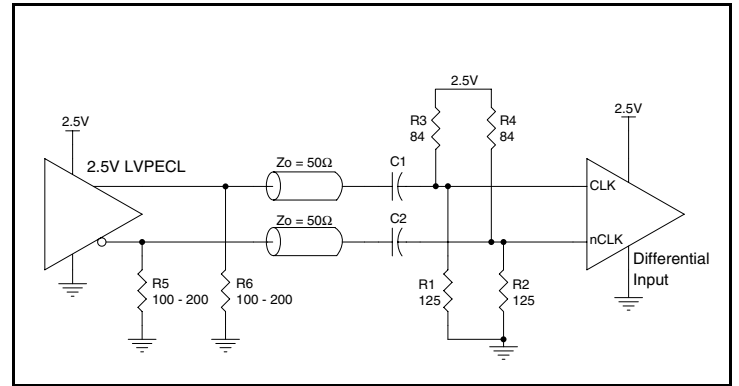 2.5V
2.5V LVPECL
R5
100 - 200
R6
100 - 200
Zo = 50Ω
Zo = 50Ω
C1
C2
2.5V
R3
84
R4
84
R1
125
R2
125
2.5V
CLK
nCLK
Differential
Input